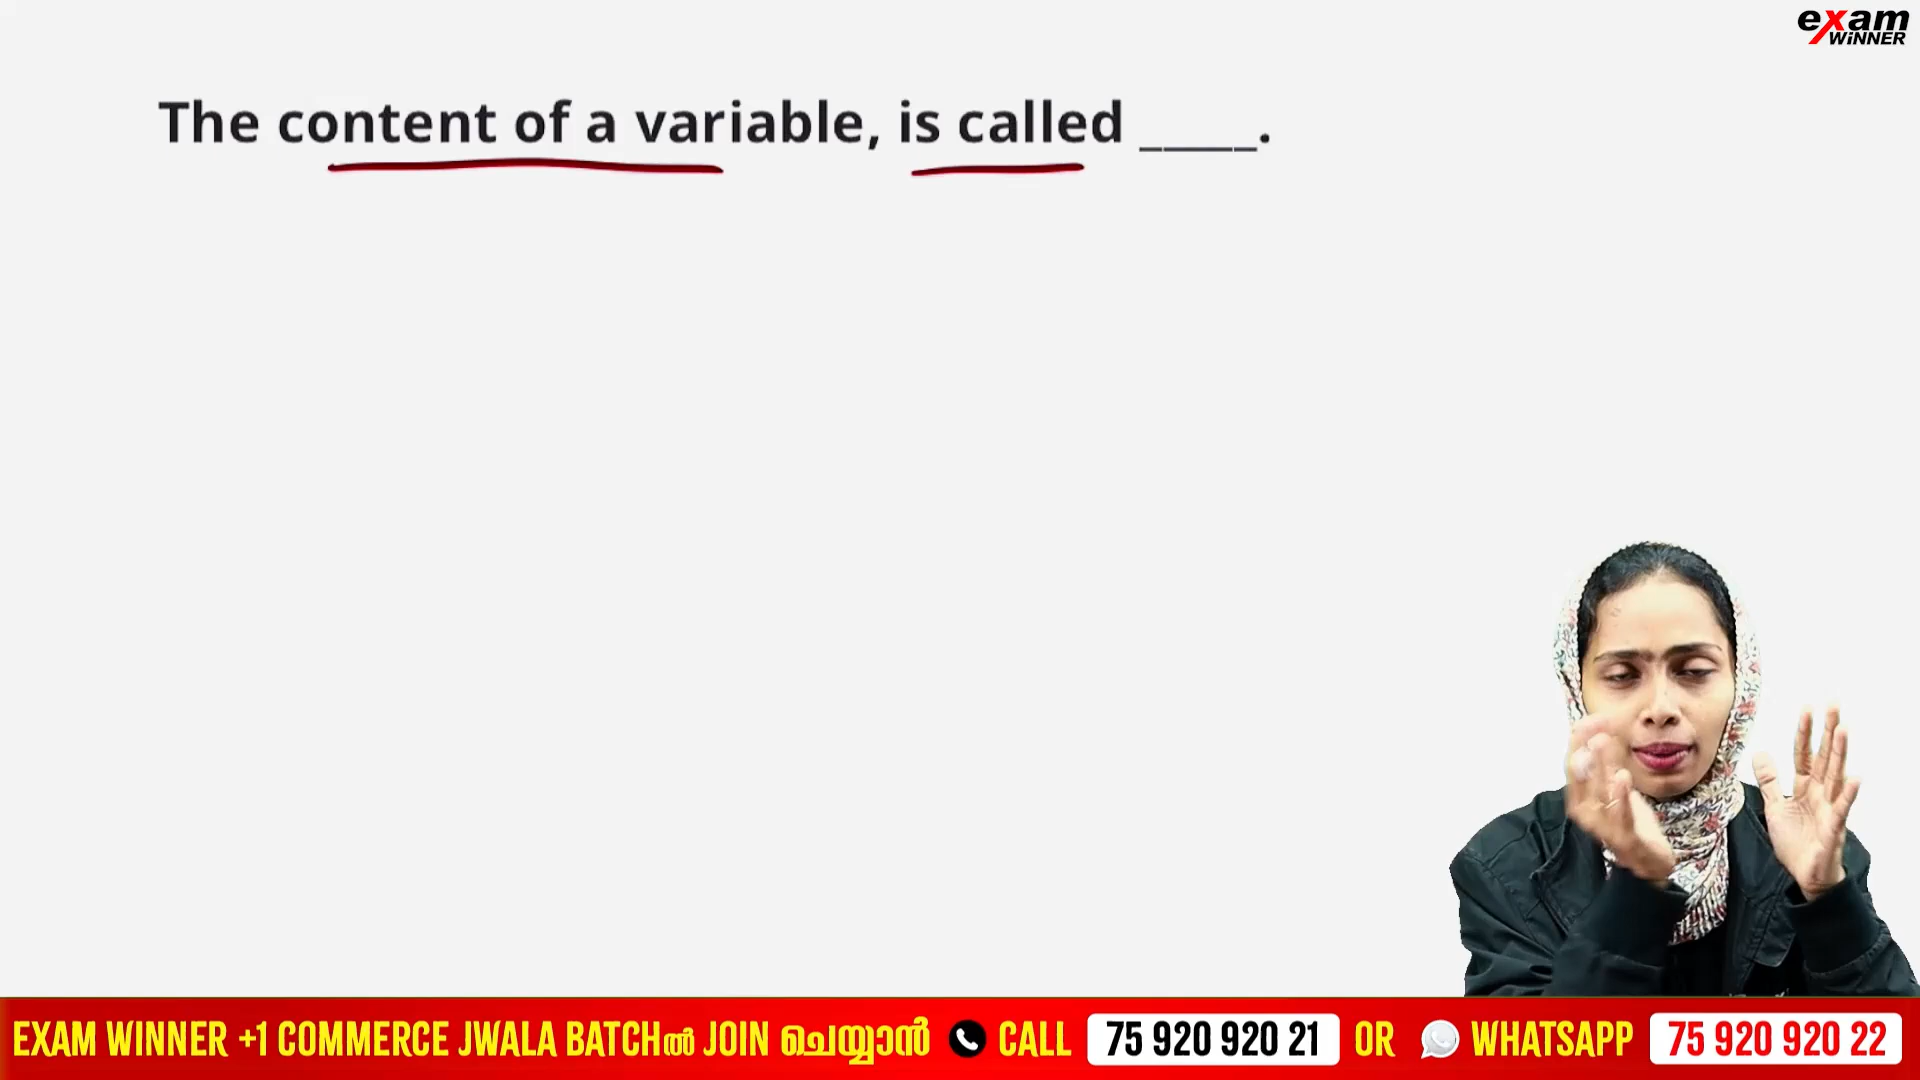 exam
WiNNER
The content of a variable, is called _____.
EXAM WINNER +1 COMMERCE JWALA BATCHൽ JOIN ചെയ്യാൻ CALL 75 920 920 21 OR WHATSAPP 75 920 920 22